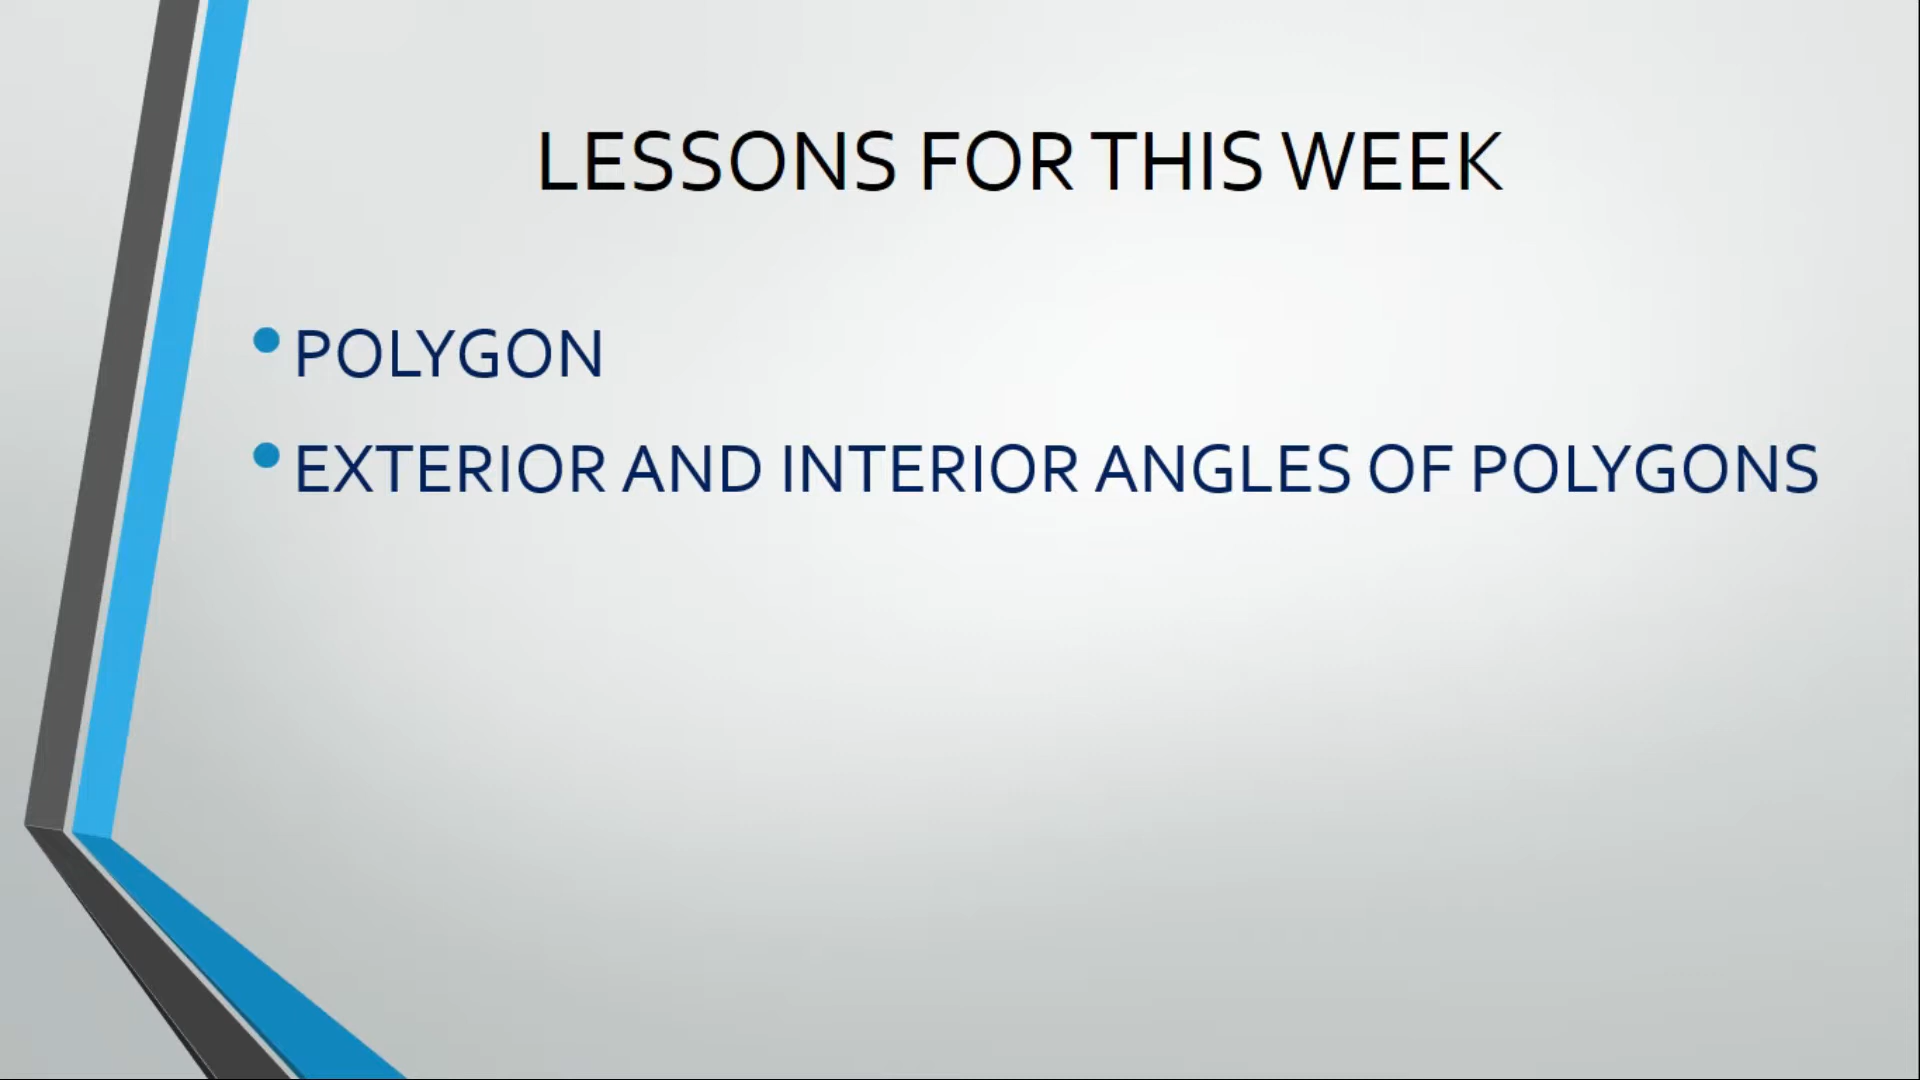 LESSONS FOR THIS WEEK
• POLYGON
• EXTERIOR AND INTERIOR ANGLES OF POLYGONS